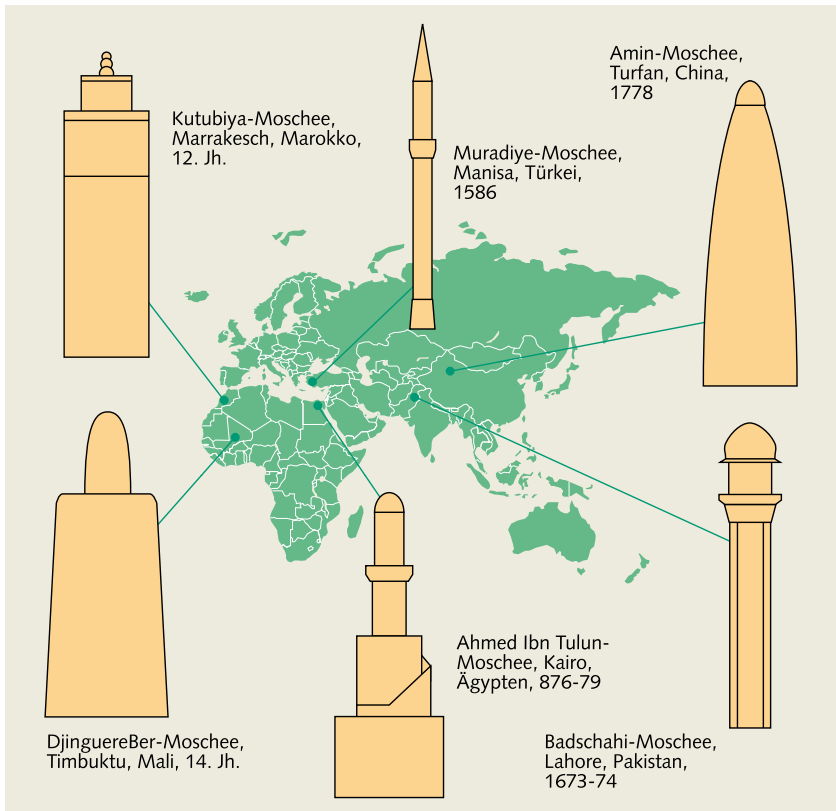 Kutubiya-Moschee,
Marrakesch, Marokko,
12. Jh.
Muradiye-Moschee,
Manisa, Türkei,
1586
Amin-Moschee,
Turfan, China,
1778
DjinguereBer-Moschee,
Timbuktu, Mali, 14. Jh.
Ahmed Ibn Tulun-
Moschee, Kairo,
Ägypten, 876-79
Badschahi-Moschee,
Lahore, Pakistan,
1673-74